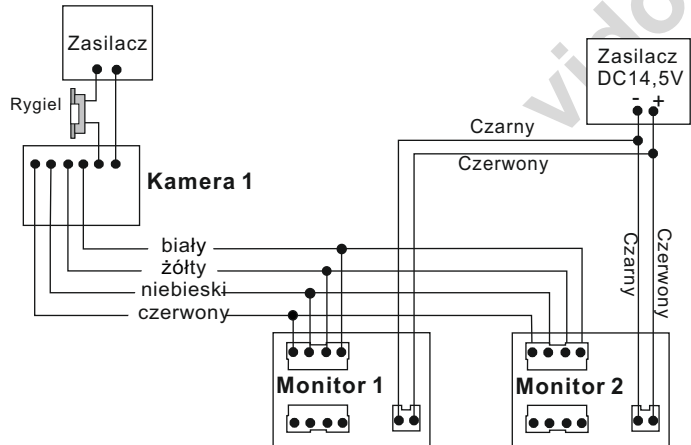 Zasilacz
Rygiel
Kamera 1
Zasilacz
DC14,5V
- +
Czarny
Czerwony
biały
żółty
niebieski
czerwony
Czarny
Czerwony
Monitor 1
Monitor 2